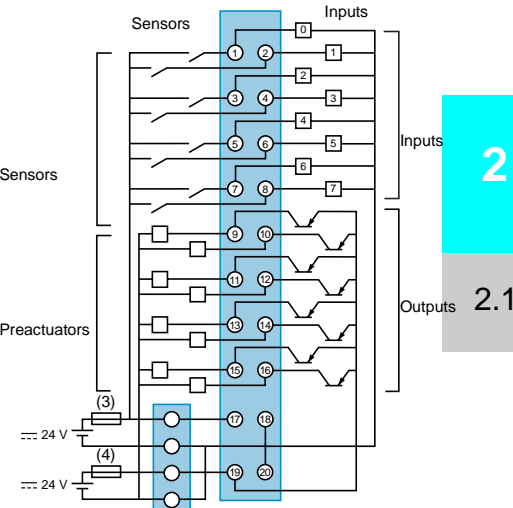 Sensors
Inputs
0
1 2 1
2
3 4 3
4
5 6 5
6
7 8 7
Inputs
2
Sensors
9 10
11 12
Outputs 2.1
13 14
Preactuators
15 16
(3)
17 18
24 V
(4)
19 20
24 V